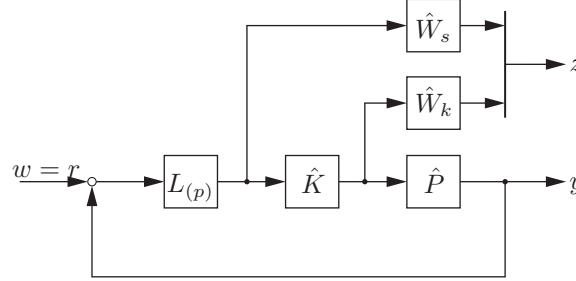 Ŵ_s
z
Ŵ_k
w = r
L_(p)
K̂
P̂
y